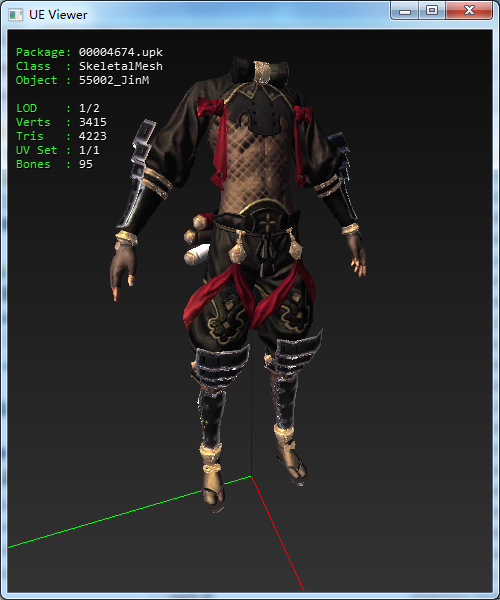 UE Viewer
Package: 00004674.upk
Class : SkeletalMesh
Object : 55002_JinM
LOD : 1/2
Verts : 3415
Tris : 4223
UV Set : 1/1
Bones : 95